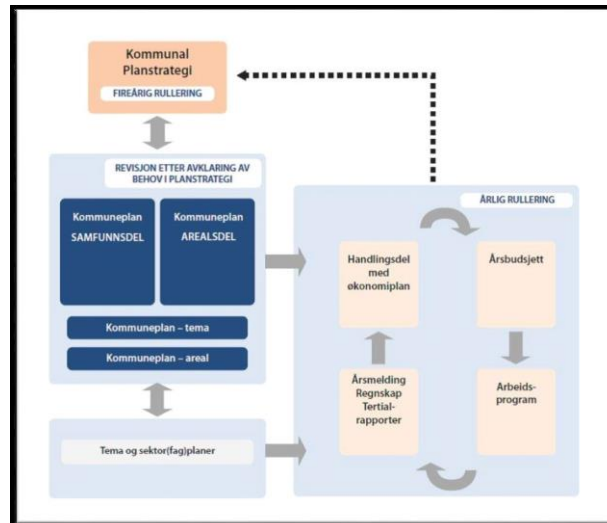 Kommunal
Planstrategi
FIREÅRIG RULLERING
REVISJON ETTER AVKLARING AV
BEHOV I PLANSTRATEGI
Kommuneplan
SAMFUNNSDEL
Kommuneplan
AREALSDEL
Kommuneplan – tema
Kommuneplan – areal
Tema og sektor(fag)planer
ÅRLIG RULLERING
Handlingsdel
med
økonomiplan
Årsbudsjett
Årsmelding
Regnskap
Tertial-
rapporter
Arbeids-
program